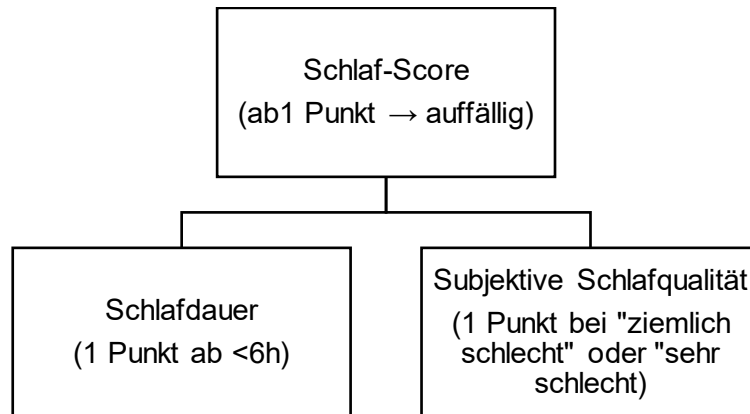 Schlaf-Score
(ab1 Punkt → auffällig)
Schlafdauer
(1 Punkt ab <6h)
Subjektive Schlafqualität
(1 Punkt bei "ziemlich
schlecht" oder "sehr
schlecht)